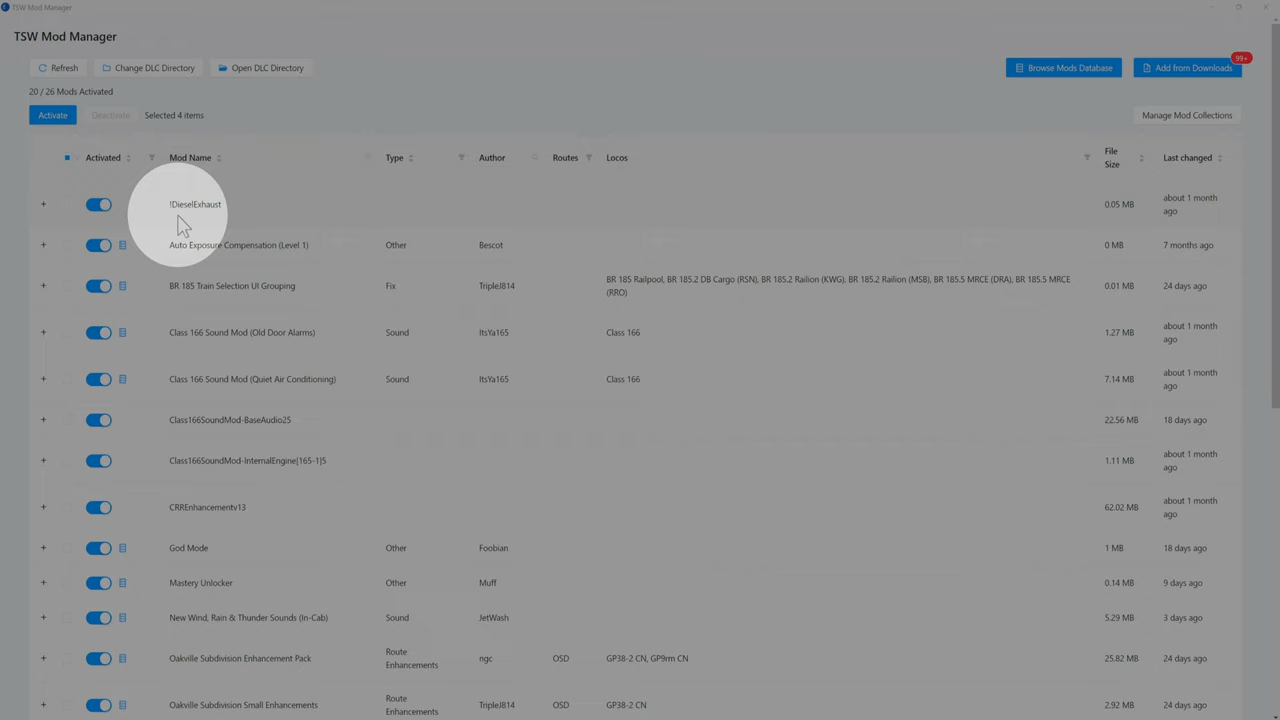 TSW Mod Manager
TSW Mod Manager
Refresh Change DLC Directory Open DLC Directory Browse Mods Database Add from Downloads 99+
20 / 26 Mods Activated
Activate Deactivate Selected 4 items Manage Mod Collections
Activated Mod Name Type Author Routes Locos File Size Last changed
!DieselExhaust 0.05 MB about 1 month ago
Auto Exposure Compensation (Level 1) Other Bescot 0 MB 7 months ago
BR 185 Train Selection UI Grouping Fix TripleJ814 BR 185 Railpool, BR 185.2 DB Cargo (RSN), BR 185.2 Railion (KWG), BR 185.2 Railion (MSB), BR 185.5 MRCE (DRA), BR 185.5 MRCE (RRO) 0.01 MB 24 days ago
Class 166 Sound Mod (Old Door Alarms) Sound ItsYa165 Class 166 1.27 MB about 1 month ago
Class 166 Sound Mod (Quiet Air Conditioning) Sound ItsYa165 Class 166 7.14 MB about 1 month ago
Class166SoundMod-BaseAudio25 22.56 MB 18 days ago
Class166SoundMod-InternalEngine[165-1]5 1.11 MB about 1 month ago
CRREnhancementv13 62.02 MB about 1 month ago
God Mode Other Foobian 1 MB 18 days ago
Mastery Unlocker Other Muff 0.14 MB 9 days ago
New Wind, Rain & Thunder Sounds (In-Cab) Sound JetWash 5.29 MB 3 days ago
Oakville Subdivision Enhancement Pack Route Enhancements ngc OSD GP38-2 CN, GP9rm CN 25.82 MB 24 days ago
Oakville Subdivision Small Enhancements Route Enhancements TripleJ814 OSD GP38-2 CN 2.92 MB 24 days ago